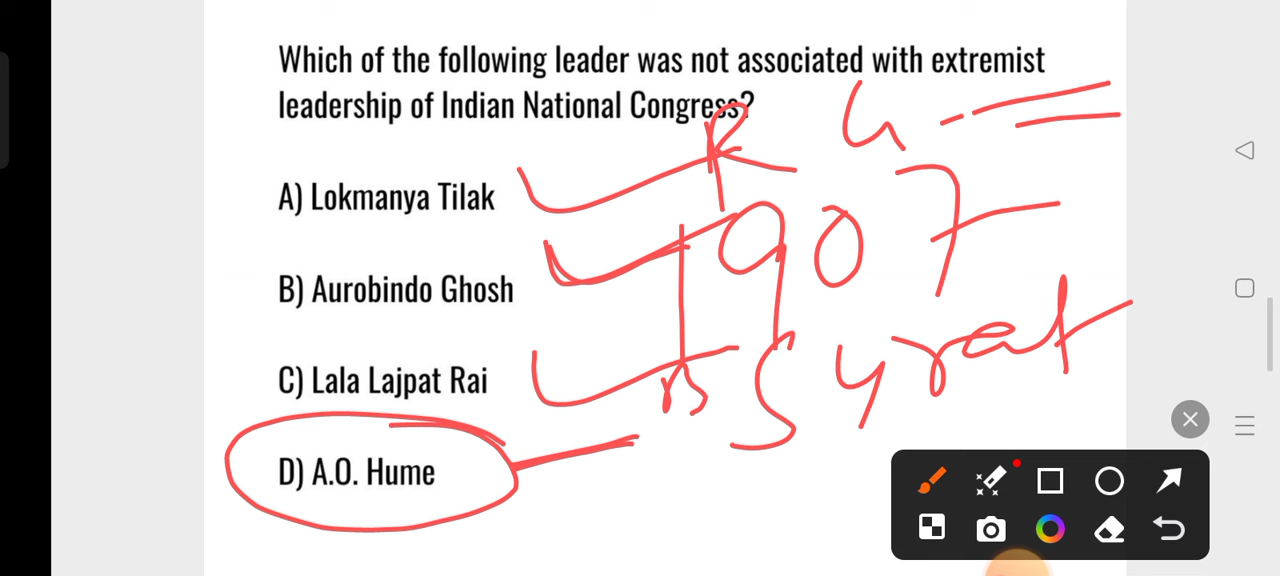 Which of the following leader was not associated with extremist
leadership of Indian National Congress?
A) Lokmanya Tilak
B) Aurobindo Ghosh
C) Lala Lajpat Rai
D) A.O. Hume
1907
Surat